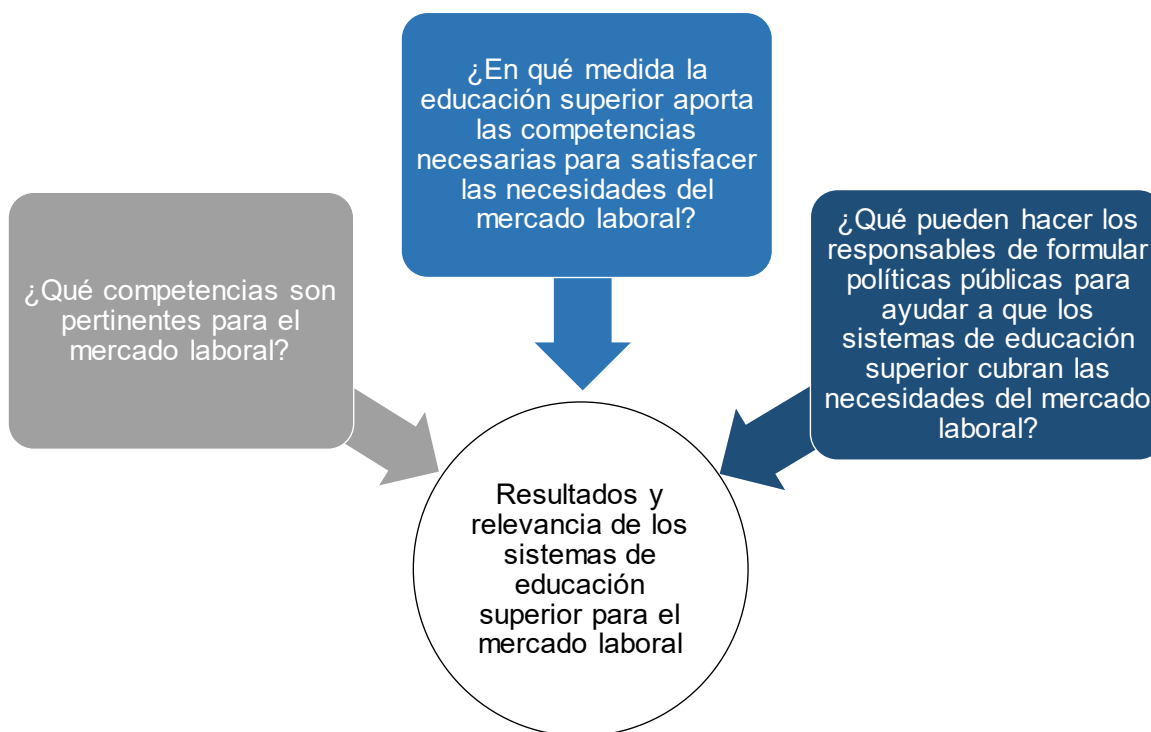 ¿Qué competencias son
pertinentes para el
mercado laboral?
¿En qué medida la
educación superior aporta
las competencias
necesarias para satisfacer
las necesidades del
mercado laboral?
¿Qué pueden hacer los
responsables de formular
políticas públicas para
ayudar a que los
sistemas de educación
superior cubran las
necesidades del mercado
laboral?
Resultados y
relevancia de los
sistemas de
educación
superior para el
mercado laboral